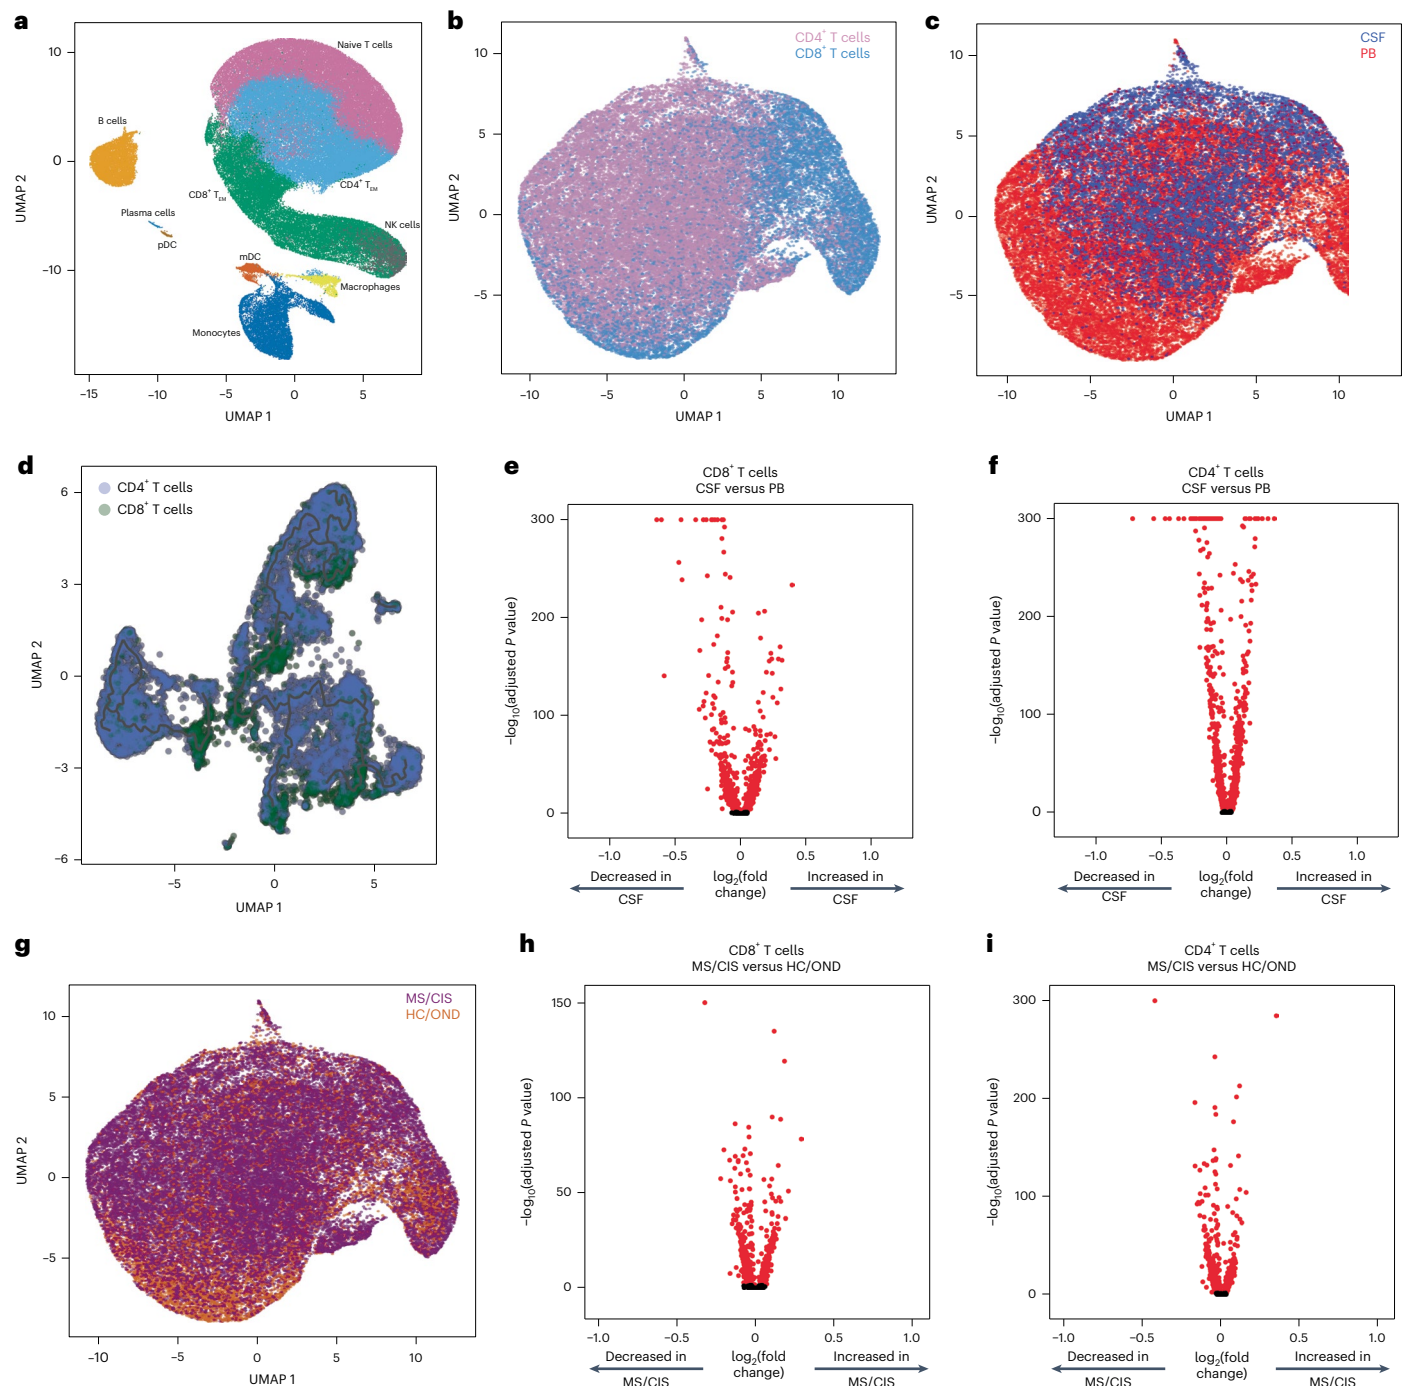 a
10
0
−10
−15
−10
−5
0
5
UMAP 1
UMAP 2
Naive T cells
B cells
CD4+ TEM
CD8+ TEM
Plasma cells
pDC
NK cells
mDC
Macrophages
Monocytes
b
CD4+ T cells
CD8+ T cells
10
5
0
−5
−10
−5
0
5
10
UMAP 1
UMAP 2
c
CSF
PB
10
5
0
−5
−10
−5
0
5
10
UMAP 1
UMAP 2
d
CD4+ T cells
CD8+ T cells
6
3
0
−3
−6
−5
0
5
UMAP 1
UMAP 2
e
CD8+ T cells
CSF versus PB
300
200
100
0
−log10(adjusted P value)
−1.0
−0.5
0
0.5
1.0
Decreased in
CSF
log2(fold
change)
Increased in
CSF
f
CD4+ T cells
CSF versus PB
300
200
100
0
−log10(adjusted P value)
−1.0
−0.5
0
0.5
1.0
Decreased in
CSF
log2(fold
change)
Increased in
CSF
g
MS/CIS
HC/OND
10
5
0
−5
−10
−5
0
5
10
UMAP 1
UMAP 2
h
CD8+ T cells
MS/CIS versus HC/OND
150
100
50
0
−log10(adjusted P value)
−1.0
−0.5
0
0.5
1.0
Decreased in
MS/CIS
log2(fold
change)
Increased in
MS/CIS
i
CD4+ T cells
MS/CIS versus HC/OND
300
200
100
0
−log10(adjusted P value)
−1.0
−0.5
0
0.5
1.0
Decreased in
MS/CIS
log2(fold
change)
Increased in
MS/CIS